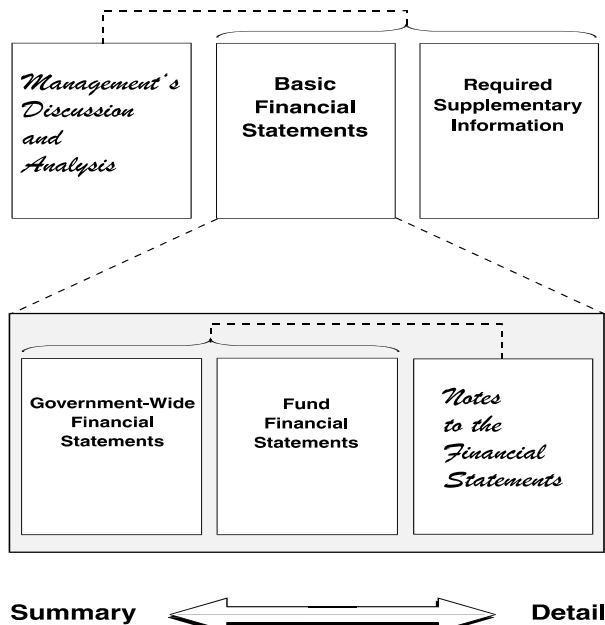 Management's
Discussion
and
Analysis
Basic
Financial
Statements
Required
Supplementary
Information
Government-Wide
Financial
Statements
Fund
Financial
Statements
Notes
to the
Financial
Statements
Summary
Detail